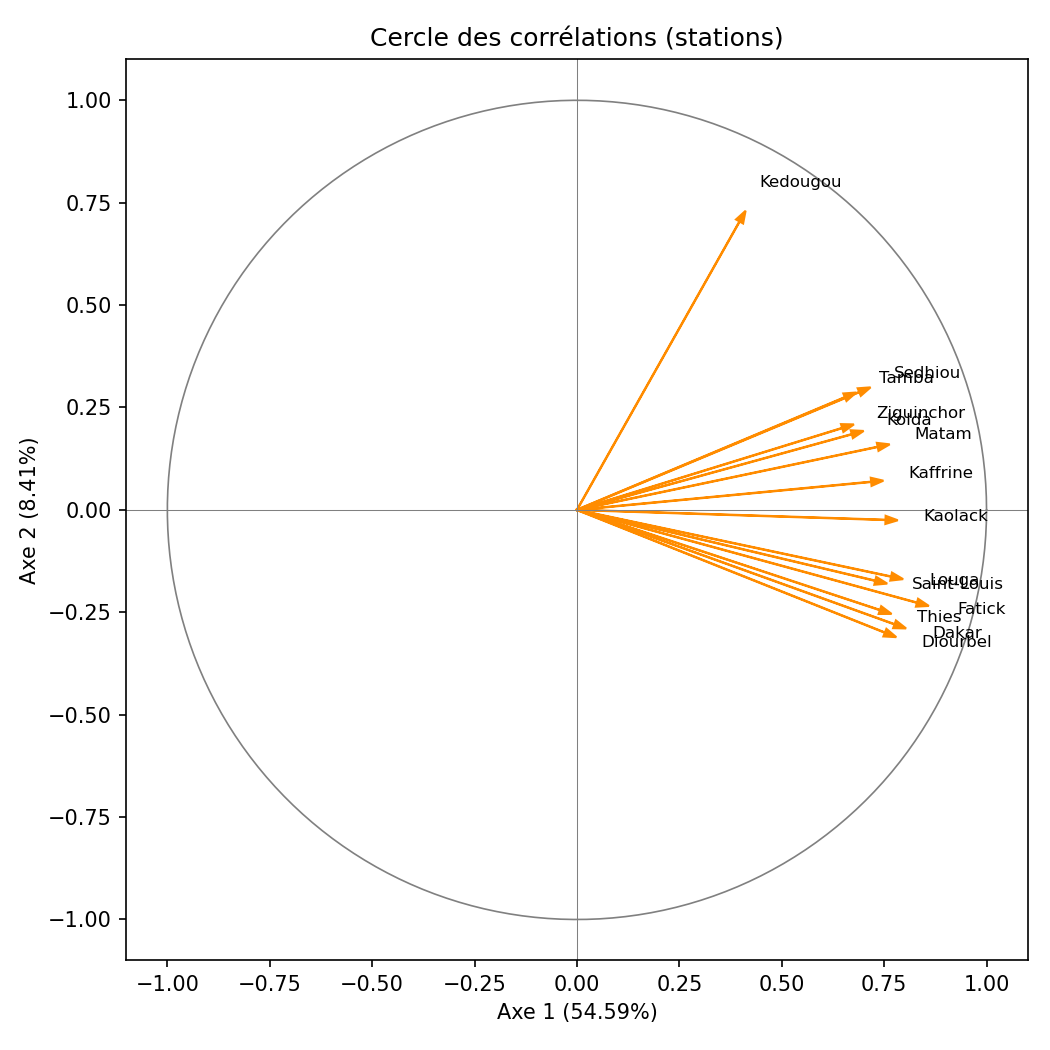 Cercle des corrélations (stations)
1.00
0.75
0.50
0.25
0.00
−0.25
−0.50
−0.75
−1.00
Axe 2 (8.41%)
Kedougou
Sedhiou
Tamba
Ziguinchor
Kolda
Matam
Kaffrine
Kaolack
Louga
Saint-Louis
Fatick
Thies
Dakar
Diourbel
−1.00
−0.75
−0.50
−0.25
0.00
0.25
0.50
0.75
1.00
Axe 1 (54.59%)